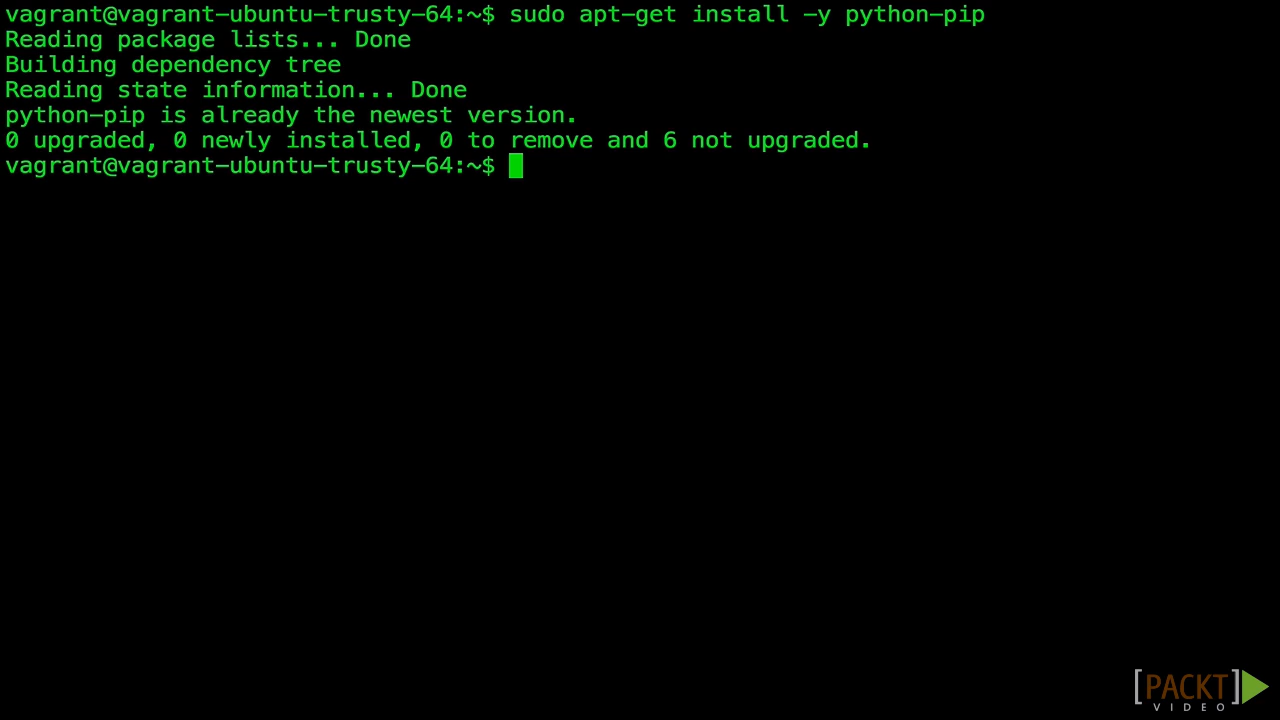 vagrant@vagrant-ubuntu-trusty-64:~$ sudo apt-get install -y python-pip
Reading package lists... Done
Building dependency tree
Reading state information... Done
python-pip is already the newest version.
0 upgraded, 0 newly installed, 0 to remove and 6 not upgraded.
vagrant@vagrant-ubuntu-trusty-64:~$
[PACKT]
VIDEO